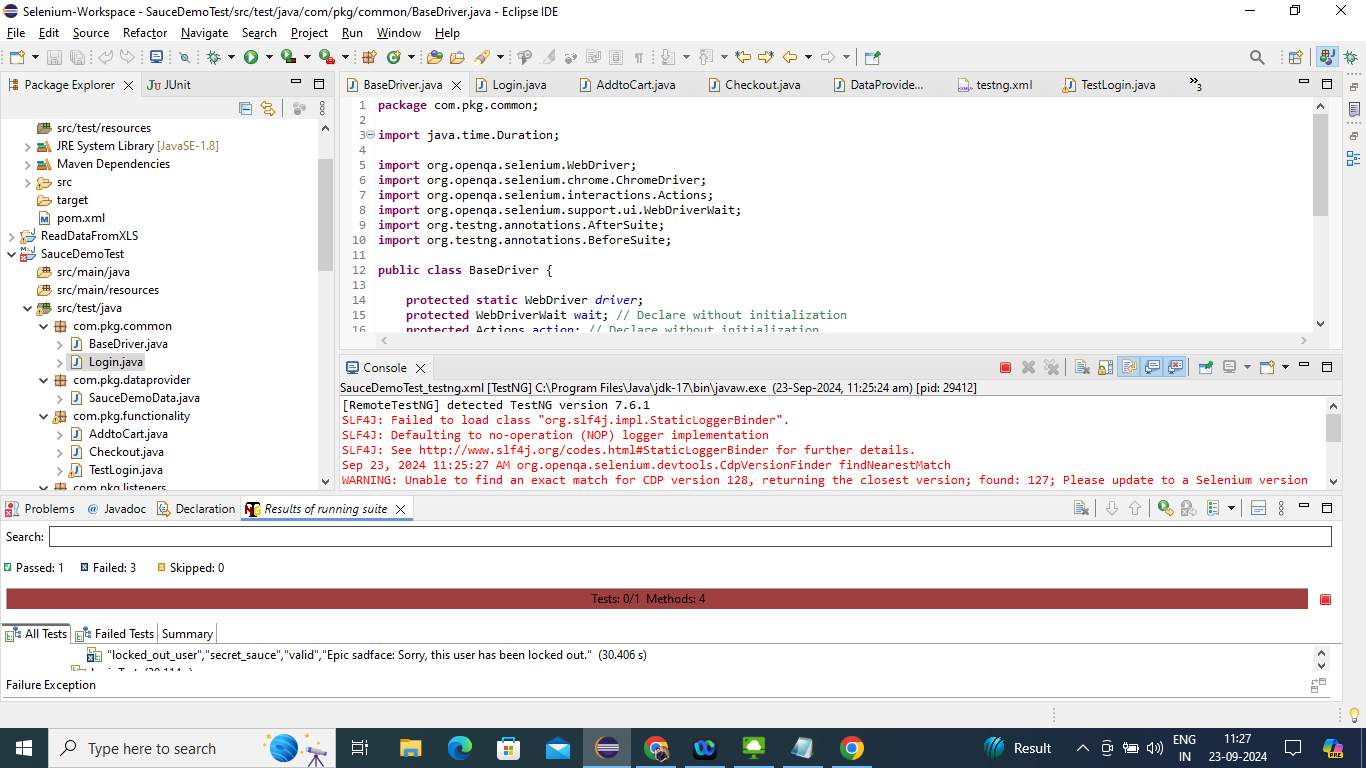 Selenium-Workspace - SauceDemoTest/src/test/java/com/pkg/common/BaseDriver.java - Eclipse IDE
File Edit Source Refactor Navigate Search Project Run Window Help
Package Explorer
JUnit
src/test/resources
JRE System Library [JavaSE-1.8]
Maven Dependencies
src
target
pom.xml
ReadDataFromXLS
SauceDemoTest
src/main/java
src/main/resources
src/test/java
com.pkg.common
BaseDriver.java
Login.java
com.pkg.dataprovider
SauceDemoData.java
com.pkg.functionality
AddtoCart.java
Checkout.java
TestLogin.java
com.pkg.listeners
BaseDriver.java Login.java AddtoCart.java Checkout.java DataProvide... testng.xml TestLogin.java 3
1 package com.pkg.common;
2
3 import java.time.Duration;
4
5 import org.openqa.selenium.WebDriver;
6 import org.openqa.selenium.chrome.ChromeDriver;
7 import org.openqa.selenium.interactions.Actions;
8 import org.openqa.selenium.support.ui.WebDriverWait;
9 import org.testng.annotations.AfterSuite;
10 import org.testng.annotations.BeforeSuite;
11
12 public class BaseDriver {
13
14 protected static WebDriver driver;
15 protected WebDriverWait wait; // Declare without initialization
16 protected Actions action; // Declare without initialization
Console
SauceDemoTest_testng.xml [TestNG] C:\Program Files\Java\jdk-17\bin\javaw.exe (23-Sep-2024, 11:25:24 am) [pid: 29412]
[RemoteTestNG] detected TestNG version 7.6.1
SLF4J: Failed to load class "org.slf4j.impl.StaticLoggerBinder".
SLF4J: Defaulting to no-operation (NOP) logger implementation
SLF4J: See http://www.slf4j.org/codes.html#StaticLoggerBinder for further details.
Sep 23, 2024 11:25:27 AM org.openqa.selenium.devtools.CdpVersionFinder findNearestMatch
WARNING: Unable to find an exact match for CDP version 128, returning the closest version; found: 127; Please update to a Selenium version
Problems @ Javadoc Declaration Results of running suite
Search:
Passed: 1 Failed: 3 Skipped: 0
Tests: 0/1 Methods: 4
All Tests Failed Tests Summary
"locked_out_user","secret_sauce","valid","Epic sadface: Sorry, this user has been locked out." (30.406 s)
Failure Exception
Type here to search
Result
ENG
IN
11:27
23-09-2024
PRE